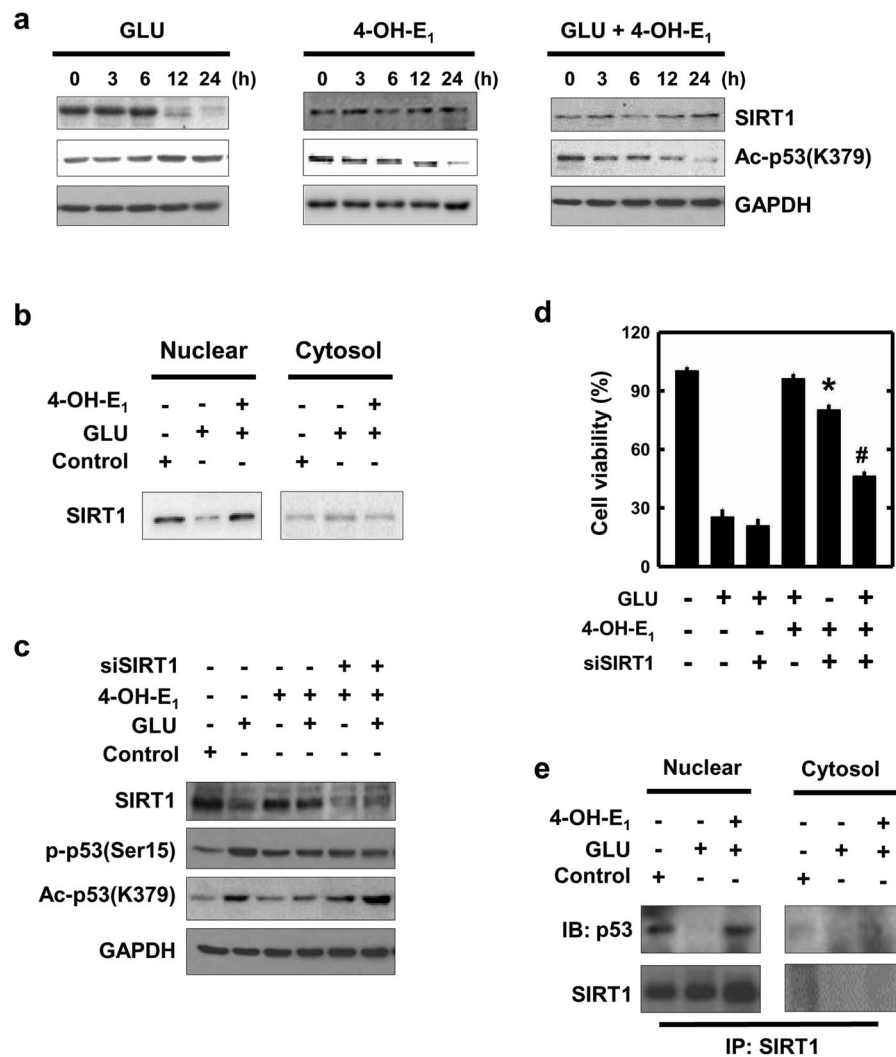 a
GLU
4-OH-E₁
GLU + 4-OH-E₁
0 3 6 12 24 (h)
0 3 6 12 24 (h)
0 3 6 12 24 (h)
SIRT1
Ac-p53(K379)
GAPDH
b
Nuclear Cytosol
4-OH-E₁ - - + - - +
GLU - + + - + +
Control + - - + - -
SIRT1
c
siSIRT1 - - - - + +
4-OH-E₁ - - + + + +
GLU - + - + - +
Control + - - - - -
SIRT1
p-p53(Ser15)
Ac-p53(K379)
GAPDH
d
Cell viability (%)
120
90
60
30
0
*
#
GLU - + + + - +
4-OH-E₁ - - - + + +
siSIRT1 - - + - + +
e
Nuclear Cytosol
4-OH-E₁ - - + - - +
GLU - + + - + +
Control + - - + - -
IB: p53
SIRT1
IP: SIRT1